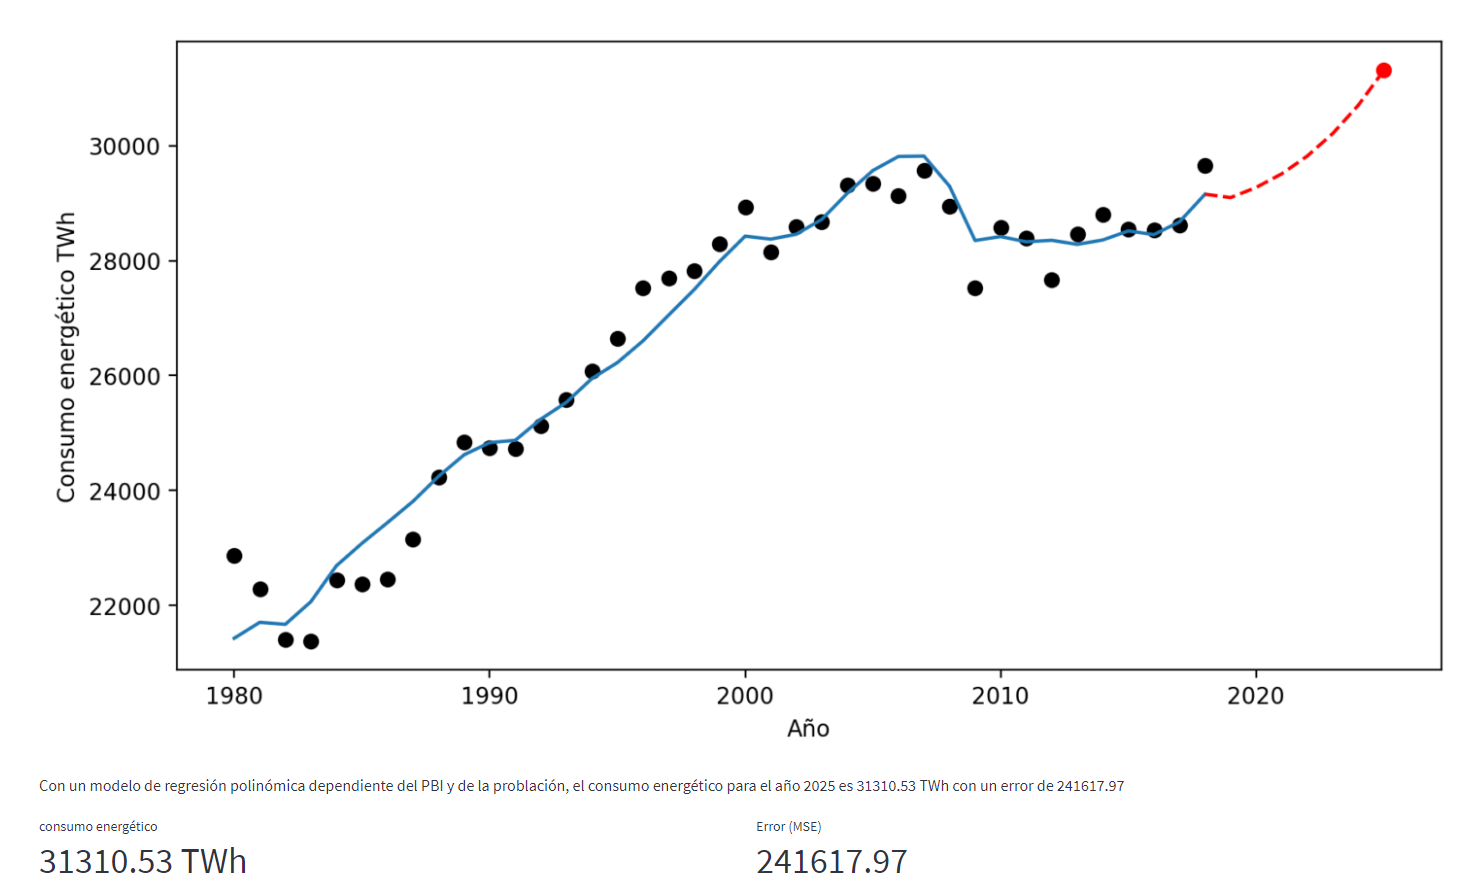 Consumo energético TWh
30000
28000
26000
24000
22000
1980 1990 2000 2010 2020
Año
Con un modelo de regresión polinómica dependiente del PBI y de la problación, el consumo energético para el año 2025 es 31310.53 TWh con un error de 241617.97
consumo energético
31310.53 TWh
Error (MSE)
241617.97